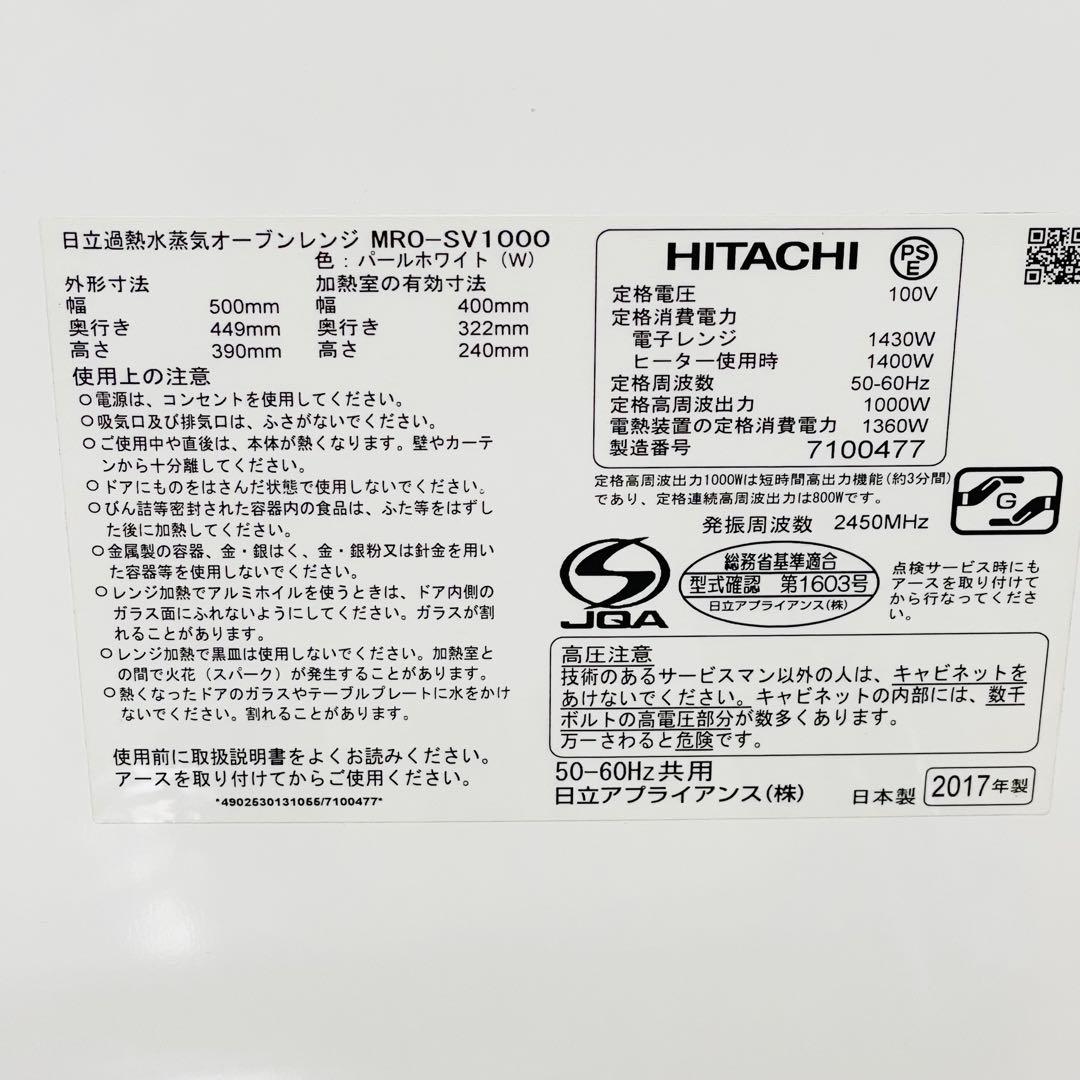 日立過熱水蒸気オーブンレンジ MRO-SV1000
色：パールホワイト（W）
外形寸法
幅 500mm
奥行き 449mm
高さ 390mm
加熱室の有効寸法
幅 400mm
奥行き 322mm
高さ 240mm
使用上の注意
○電源は、コンセントを使用してください。
○吸気口及び排気口は、ふさがないでください。
○ご使用中や直後は、本体が熱くなります。壁やカーテ
ンから十分離してください。
○ドアにものをはさんだ状態で使用しないでください。
○びん詰等密封された容器内の食品は、ふた等をはずし
た後に加熱してください。
○金属製の容器、金・銀はく、金・銀粉又は針金を用い
た容器等を使用しないでください。
○レンジ加熱でアルミホイルを使うときは、ドア内側の
ガラス面にふれないようにしてください。ガラスが割
れることがあります。
○レンジ加熱で黒皿は使用しないでください。加熱室と
の間で火花（スパーク）が発生することがあります。
○熱くなったドアのガラスやテーブルプレートに水をかけ
ないでください。割れることがあります。
使用前に取扱説明書をよくお読みください。
アースを取り付けてからご使用ください。
*4902530131055/7100477*
HITACHI
PS
E
定格電圧 100V
定格消費電力
電子レンジ 1430W
ヒーター使用時 1400W
定格周波数 50-60Hz
定格高周波出力 1000W
電熱装置の定格消費電力 1360W
製造番号 7100477
定格高周波出力1000Wは短時間高出力機能(約3分間)
であり、定格連続高周波出力は800Wです。
発振周波数 2450MHz
G
JQA
総務省基準適合
型式確認 第1603号
日立アプライアンス(株)
点検サービス時にも
アースを取り付けて
から行なってくださ
い。
高圧注意
技術のあるサービスマン以外の人は、キャビネットを
あけないでください。キャビネットの内部には、数千
ボルトの高電圧部分が数多くあります。
万一さわると危険です。
50-60Hz共用
日立アプライアンス(株)
日本製
2017年製